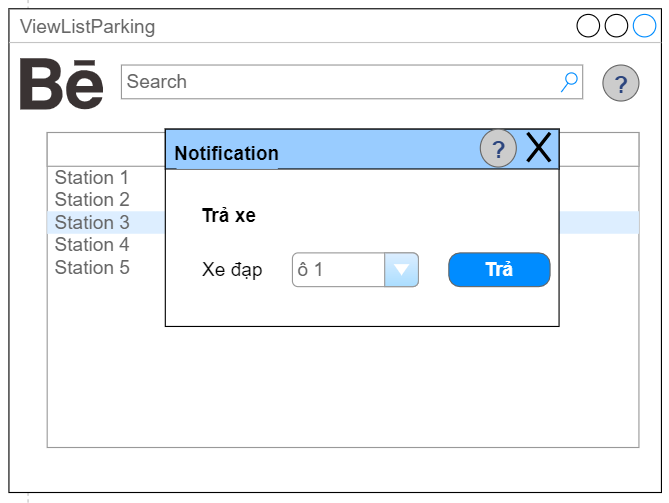 ViewListParking
Bē
Search
?
Notification
?
X
Station 1
Station 2
Station 3
Station 4
Station 5
Trả xe
Xe đạp
ô 1
Trả